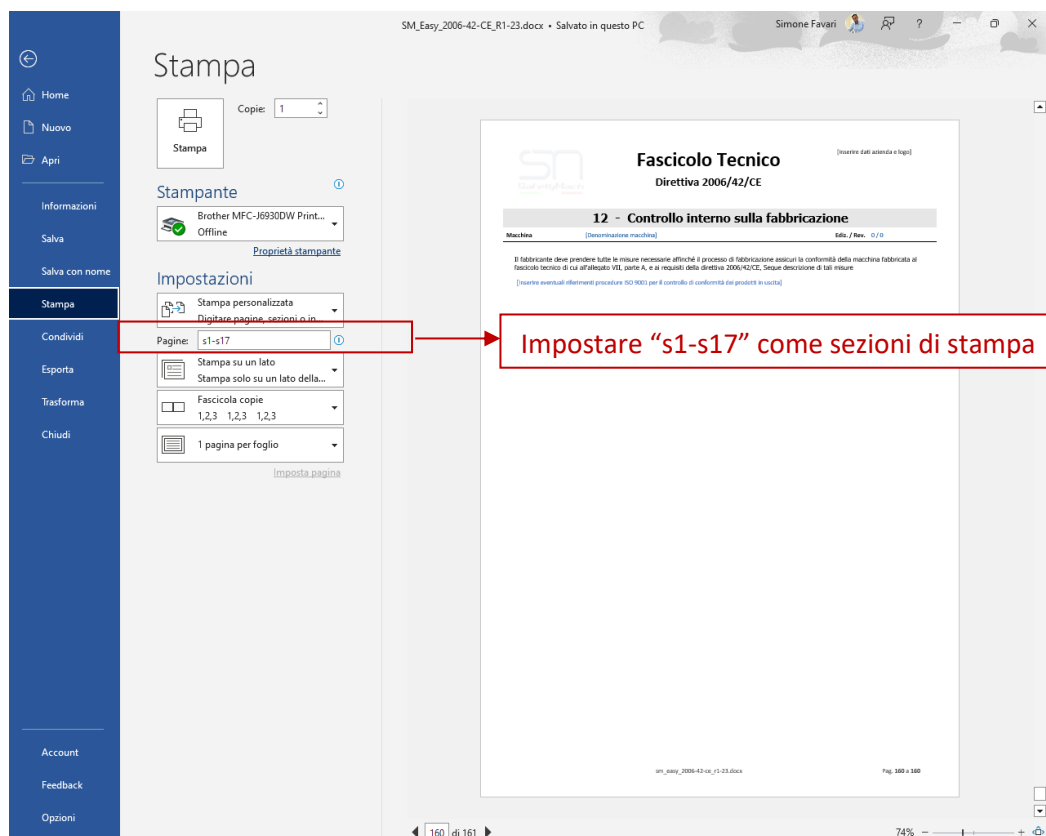 SM_Easy_2006-42-CE_R1-23.docx • Salvato in questo PC
Simone Favari
?
Stampa
Home
Nuovo
Apri
Informazioni
Salva
Salva con nome
Stampa
Condividi
Esporta
Trasforma
Chiudi
Account
Feedback
Opzioni
Stampa
Copie: 1
Stampante
Brother MFC-J6930DW Print...
Offline
Proprietà stampante
Impostazioni
Stampa personalizzata
Digitare pagine, sezioni o in...
Pagine: s1-s17
Stampa su un lato
Stampa solo su un lato della...
Fascicola copie
1,2,3 1,2,3 1,2,3
1 pagina per foglio
Imposta pagina
Impostare “s1-s17” come sezioni di stampa
Fascicolo Tecnico
Direttiva 2006/42/CE
[Inserire dati azienda e logo]
12 - Controllo interno sulla fabbricazione
Macchina [Denominazione macchina] Ediz. / Rev. 0 / 0
Il fabbricante deve prendere tutte le misure necessarie affinché il processo di fabbricazione assicuri la conformità della macchina fabbricata al
fascicolo tecnico di cui all'allegato VII, parte A, e ai requisiti della direttiva 2006/42/CE, Segue descrizione di tali misure
[Inserire eventuali riferimenti procedure ISO 9001 per il controllo di conformità dei prodotti in uscita]
sm_easy_2006-42-ce_r1-23.docx
Pag. 160 a 160
160 di 161
74%